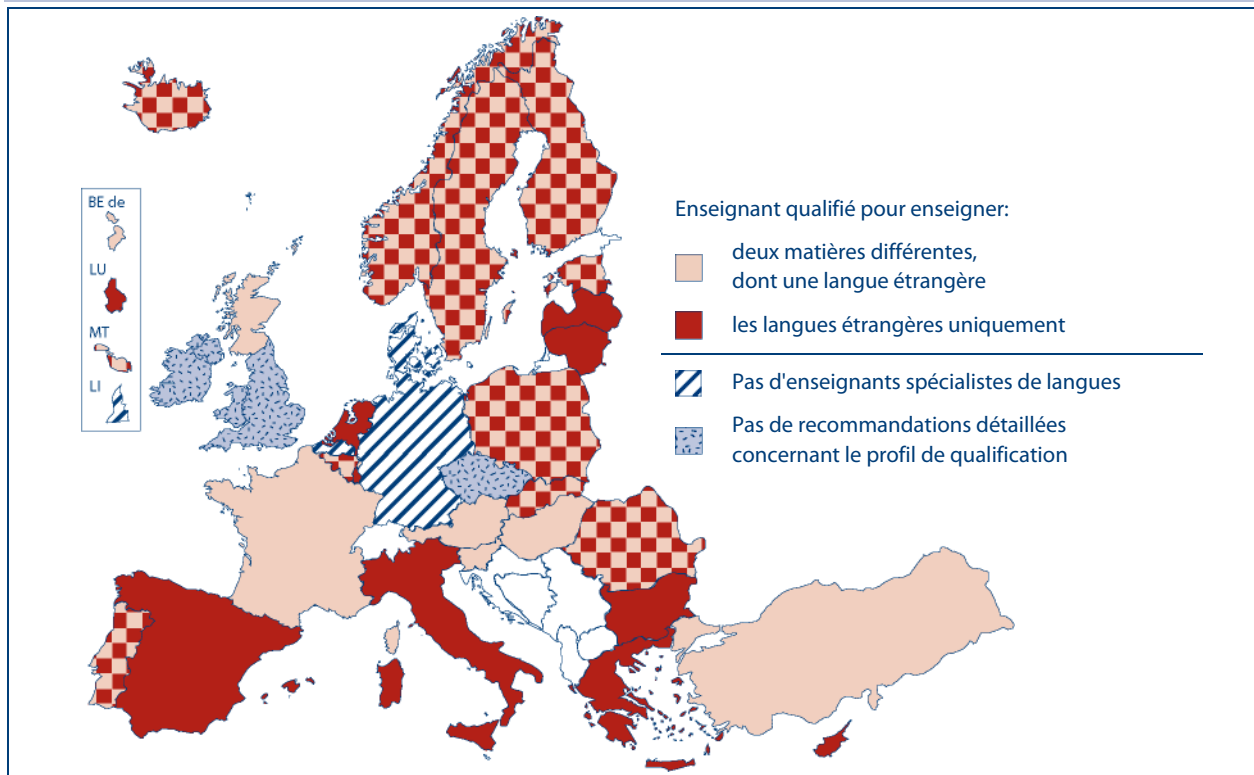 BE de
LU
MT
LI
Enseignant qualifié pour enseigner:
deux matières différentes,
dont une langue étrangère
les langues étrangères uniquement
Pas d'enseignants spécialistes de langues
Pas de recommandations détaillées
concernant le profil de qualification